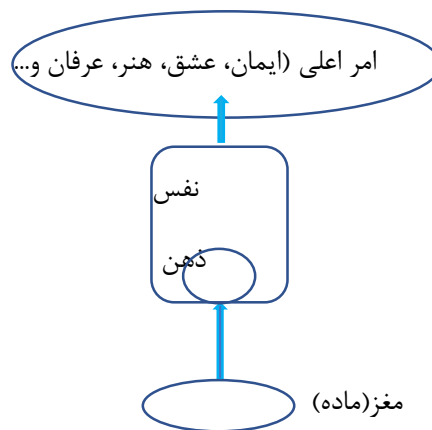 امر اعلی (ایمان، عشق، هنر، عرفان و...
نفس
ذهن
مغز(ماده)